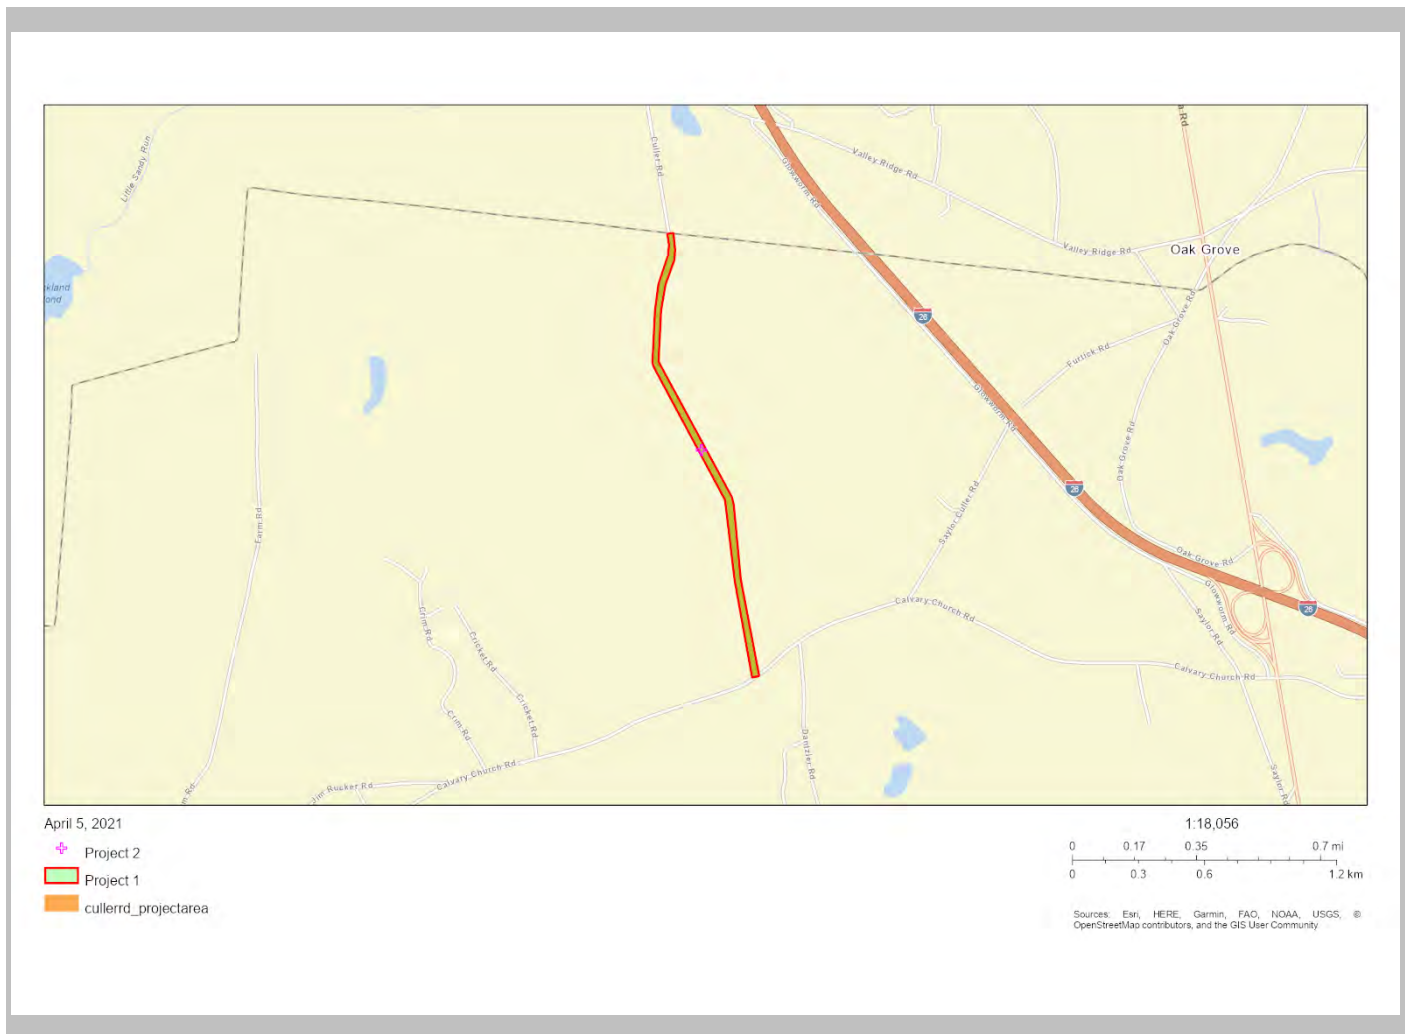 Little Sandy Run
Culler Rd
Glowworm Rd
Valley Ridge Rd
a Rd
Valley Ridge Rd
Oak Grove
kland
ond
26
Oak Grove Rd
Furtick Rd
Glowworm Rd
Oak Grove Rd
26
Farm Rd
Saylor Culler Rd
Oak Grove Rd
Glowworm Rd
26
Calvary Church Rd
Saylor Rd
Crim Rd
Cricket Rd
Calvary Church Rd
Cricket Rd
Crim Rd
Dantzler Rd
Calvary Church Rd
Jim Rucker Rd
m Rd
Saylor Rd
April 5, 2021
Project 2
Project 1
cullerrd_projectarea
1:18,056
0 0.17 0.35 0.7 mi
0 0.3 0.6 1.2 km
Sources: Esri, HERE, Garmin, FAO, NOAA, USGS, ©
OpenStreetMap contributors, and the GIS User Community